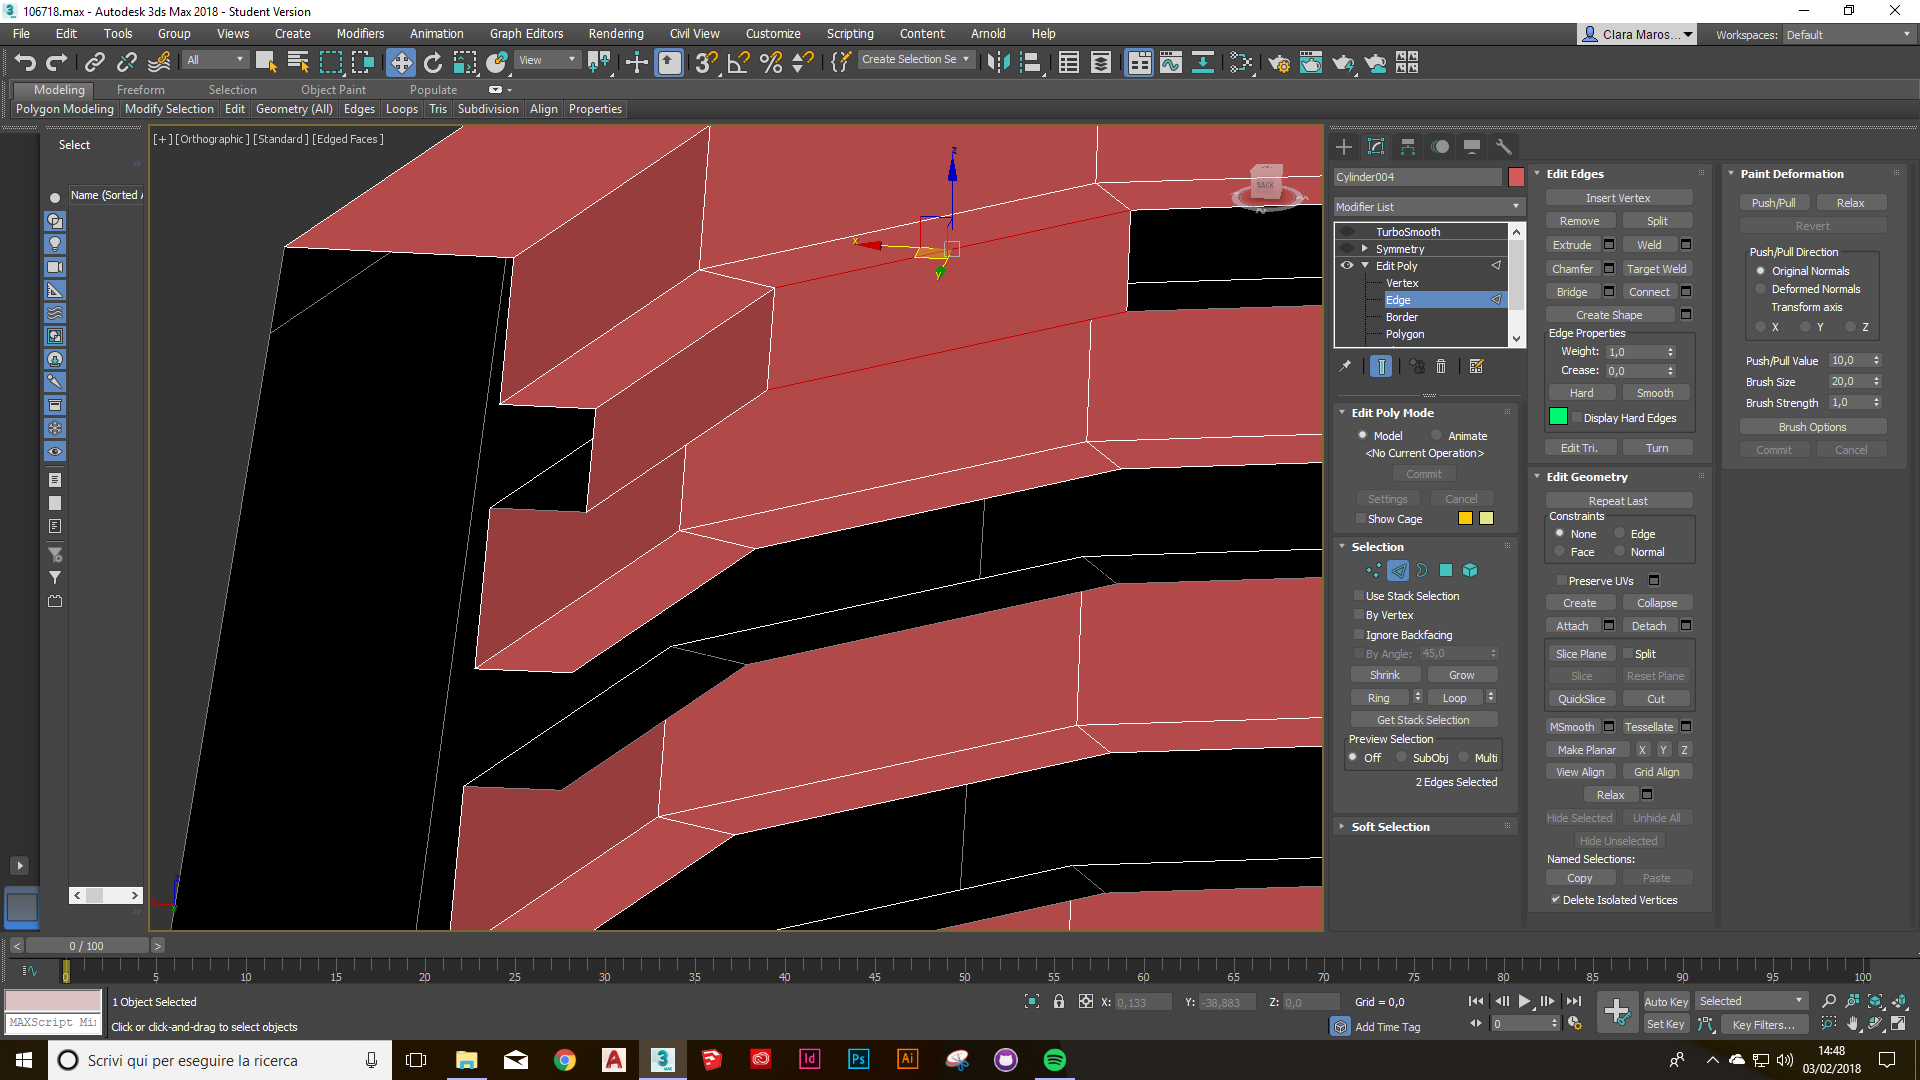 106718.max - Autodesk 3ds Max 2018 - Student Version
File Edit Tools Group Views Create Modifiers Animation Graph Editors Rendering Civil View Customize Scripting Content Arnold Help
Clara Maros... Workspaces: Default
All View Create Selection Se
Modeling Freeform Selection Object Paint Populate
Polygon Modeling Modify Selection Edit Geometry (All) Edges Loops Tris Subdivision Align Properties
Select
Name (Sorted A
[+] [Orthographic] [Standard] [Edged Faces]
z
x
y
BACK
Cylinder004
Modifier List
TurboSmooth
Symmetry
Edit Poly
Vertex
Edge
Border
Polygon
Edit Poly Mode
Model Animate
<No Current Operation>
Commit
Settings Cancel
Show Cage
Selection
Use Stack Selection
By Vertex
Ignore Backfacing
By Angle: 45,0
Shrink Grow
Ring Loop
Get Stack Selection
Preview Selection
Off SubObj Multi
2 Edges Selected
Soft Selection
Edit Edges
Insert Vertex
Remove Split
Extrude Weld
Chamfer Target Weld
Bridge Connect
Create Shape
Edge Properties
Weight: 1,0
Crease: 0,0
Hard Smooth
Display Hard Edges
Edit Tri. Turn
Edit Geometry
Repeat Last
Constraints
None Edge
Face Normal
Preserve UVs
Create Collapse
Attach Detach
Slice Plane Split
Slice Reset Plane
QuickSlice Cut
MSmooth Tessellate
Make Planar X Y Z
View Align Grid Align
Relax
Hide Selected Unhide All
Hide Unselected
Named Selections:
Copy Paste
Delete Isolated Vertices
Paint Deformation
Push/Pull Relax
Revert
Push/Pull Direction
Original Normals
Deformed Normals
Transform axis
X Y Z
Push/Pull Value 10,0
Brush Size 20,0
Brush Strength 1,0
Brush Options
Commit Cancel
< 0 / 100 >
0 5 10 15 20 25 30 35 40 45 50 55 60 65 70 75 80 85 90 95 100
1 Object Selected X: 0,133 Y: -38,883 Z: 0,0 Grid = 0,0 Auto Key Selected
MAXScript Mi Click or click-and-drag to select objects Add Time Tag 0 Set Key Key Filters...
Scrivi qui per eseguire la ricerca
14:48
03/02/2018